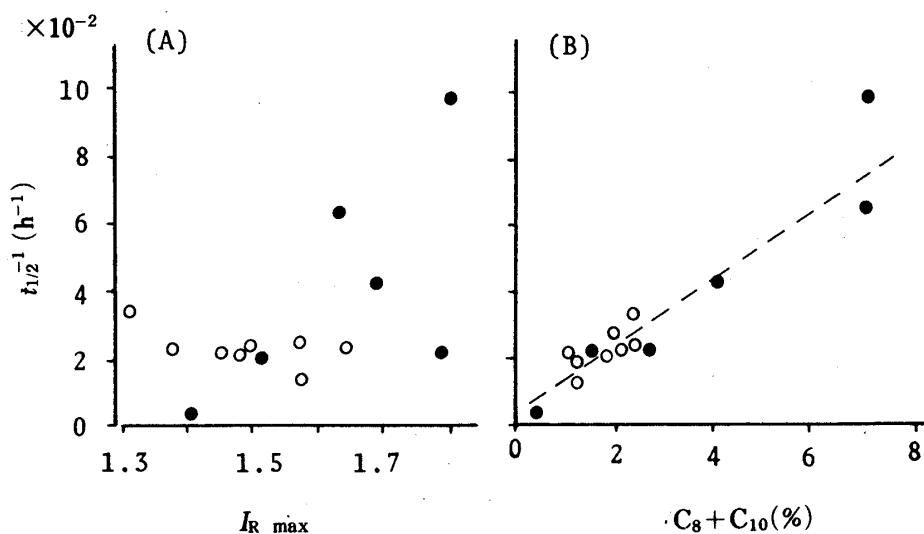 ×10⁻²
(A)
(B)
10
8
6
4
2
0
t₁/₂⁻¹ (h⁻¹)
1.3 1.5 1.7
0 2 4 6 8
I_R max
C₈ + C₁₀(%)